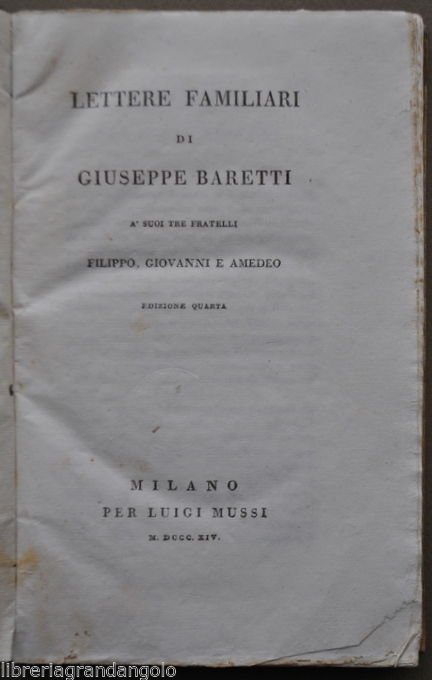 LETTERE FAMILIARI
DI
GIUSEPPE BARETTI
A' SUOI TRE FRATELLI
FILIPPO, GIOVANNI E AMEDEO
EDIZIONE QUARTA
MILANO
PER LUIGI MUSSI
M. DCCC. XIV.
libreriagrandangolo